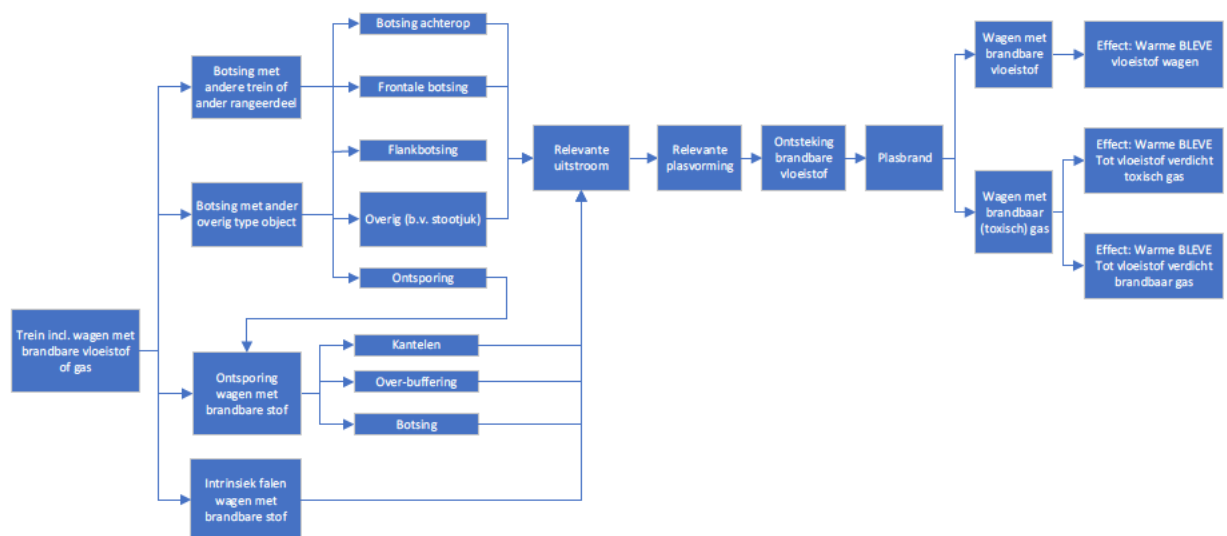 Trein incl. wagen met
brandbare vloeistof
of gas
Botsing met
andere trein of
ander rangeerdeel
Botsing met ander
overig type object
Ontsporing
wagen met
brandbare stof
Intrinsiek falen
wagen met
brandbare stof
Botsing achterop
Frontale botsing
Flankbotsing
Overig (b.v. stootjuk)
Ontsporing
Kantelen
Over-buffering
Botsing
Relevante
uitstroom
Relevante
plasvorming
Ontsteking
brandbare
vloeistof
Plasbrand
Wagen met
brandbare
vloeistof
Wagen met
brandbaar
(toxisch) gas
Effect: Warme BLEVE
vloeistof wagen
Effect: Warme BLEVE
Tot vloeistof verdicht
toxisch gas
Effect: Warme BLEVE
Tot vloeistof verdicht
brandbaar gas